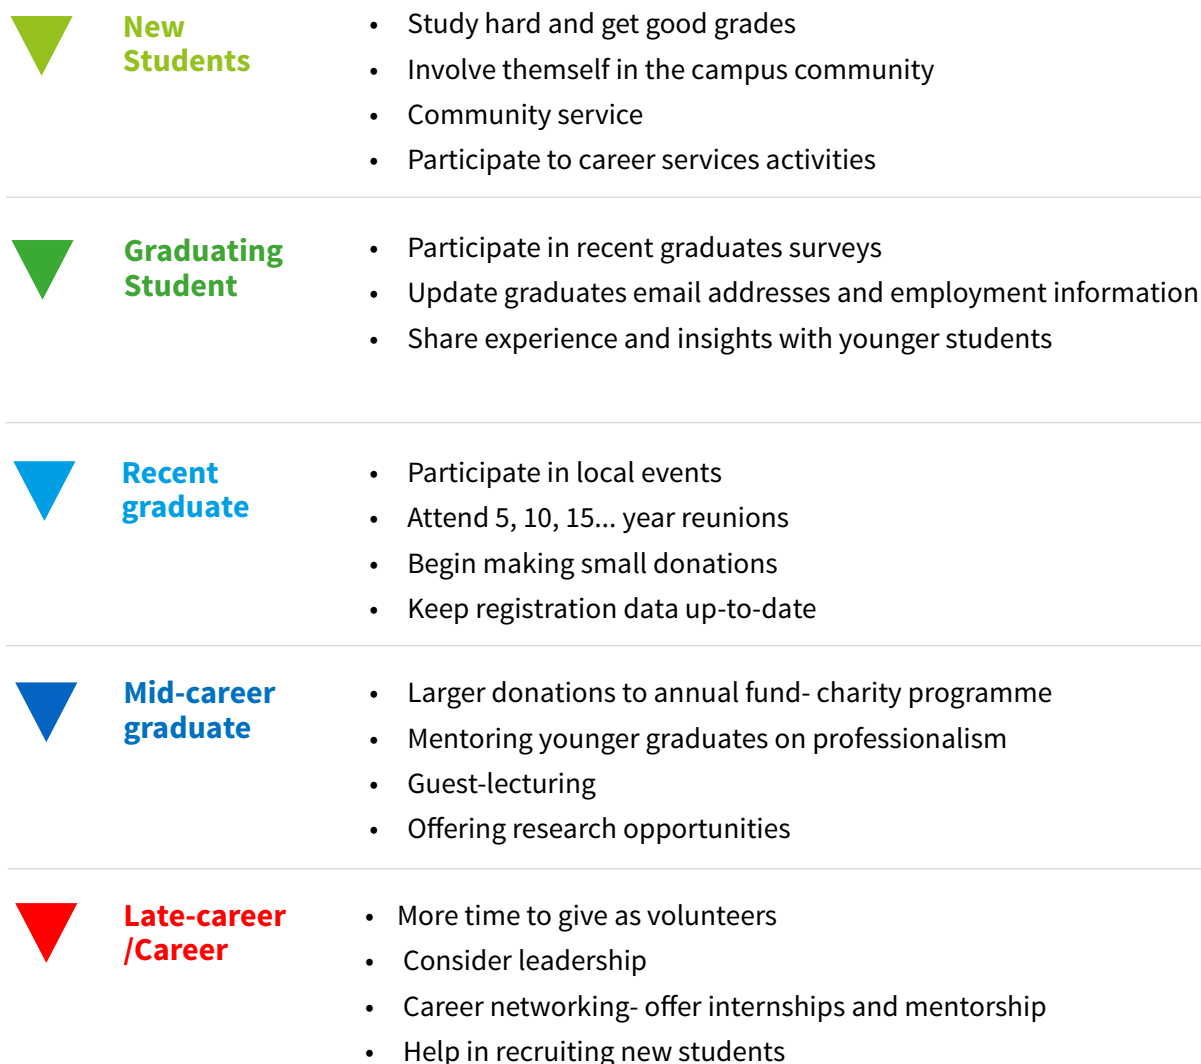 New
Students
• Study hard and get good grades
• Involve themself in the campus community
• Community service
• Participate to career services activities
Graduating
Student
• Participate in recent graduates surveys
• Update graduates email addresses and employment information
• Share experience and insights with younger students
Recent
graduate
• Participate in local events
• Attend 5, 10, 15... year reunions
• Begin making small donations
• Keep registration data up-to-date
Mid-career
graduate
• Larger donations to annual fund- charity programme
• Mentoring younger graduates on professionalism
• Guest-lecturing
• Offering research opportunities
Late-career
/Career
• More time to give as volunteers
• Consider leadership
• Career networking- offer internships and mentorship
• Help in recruiting new students